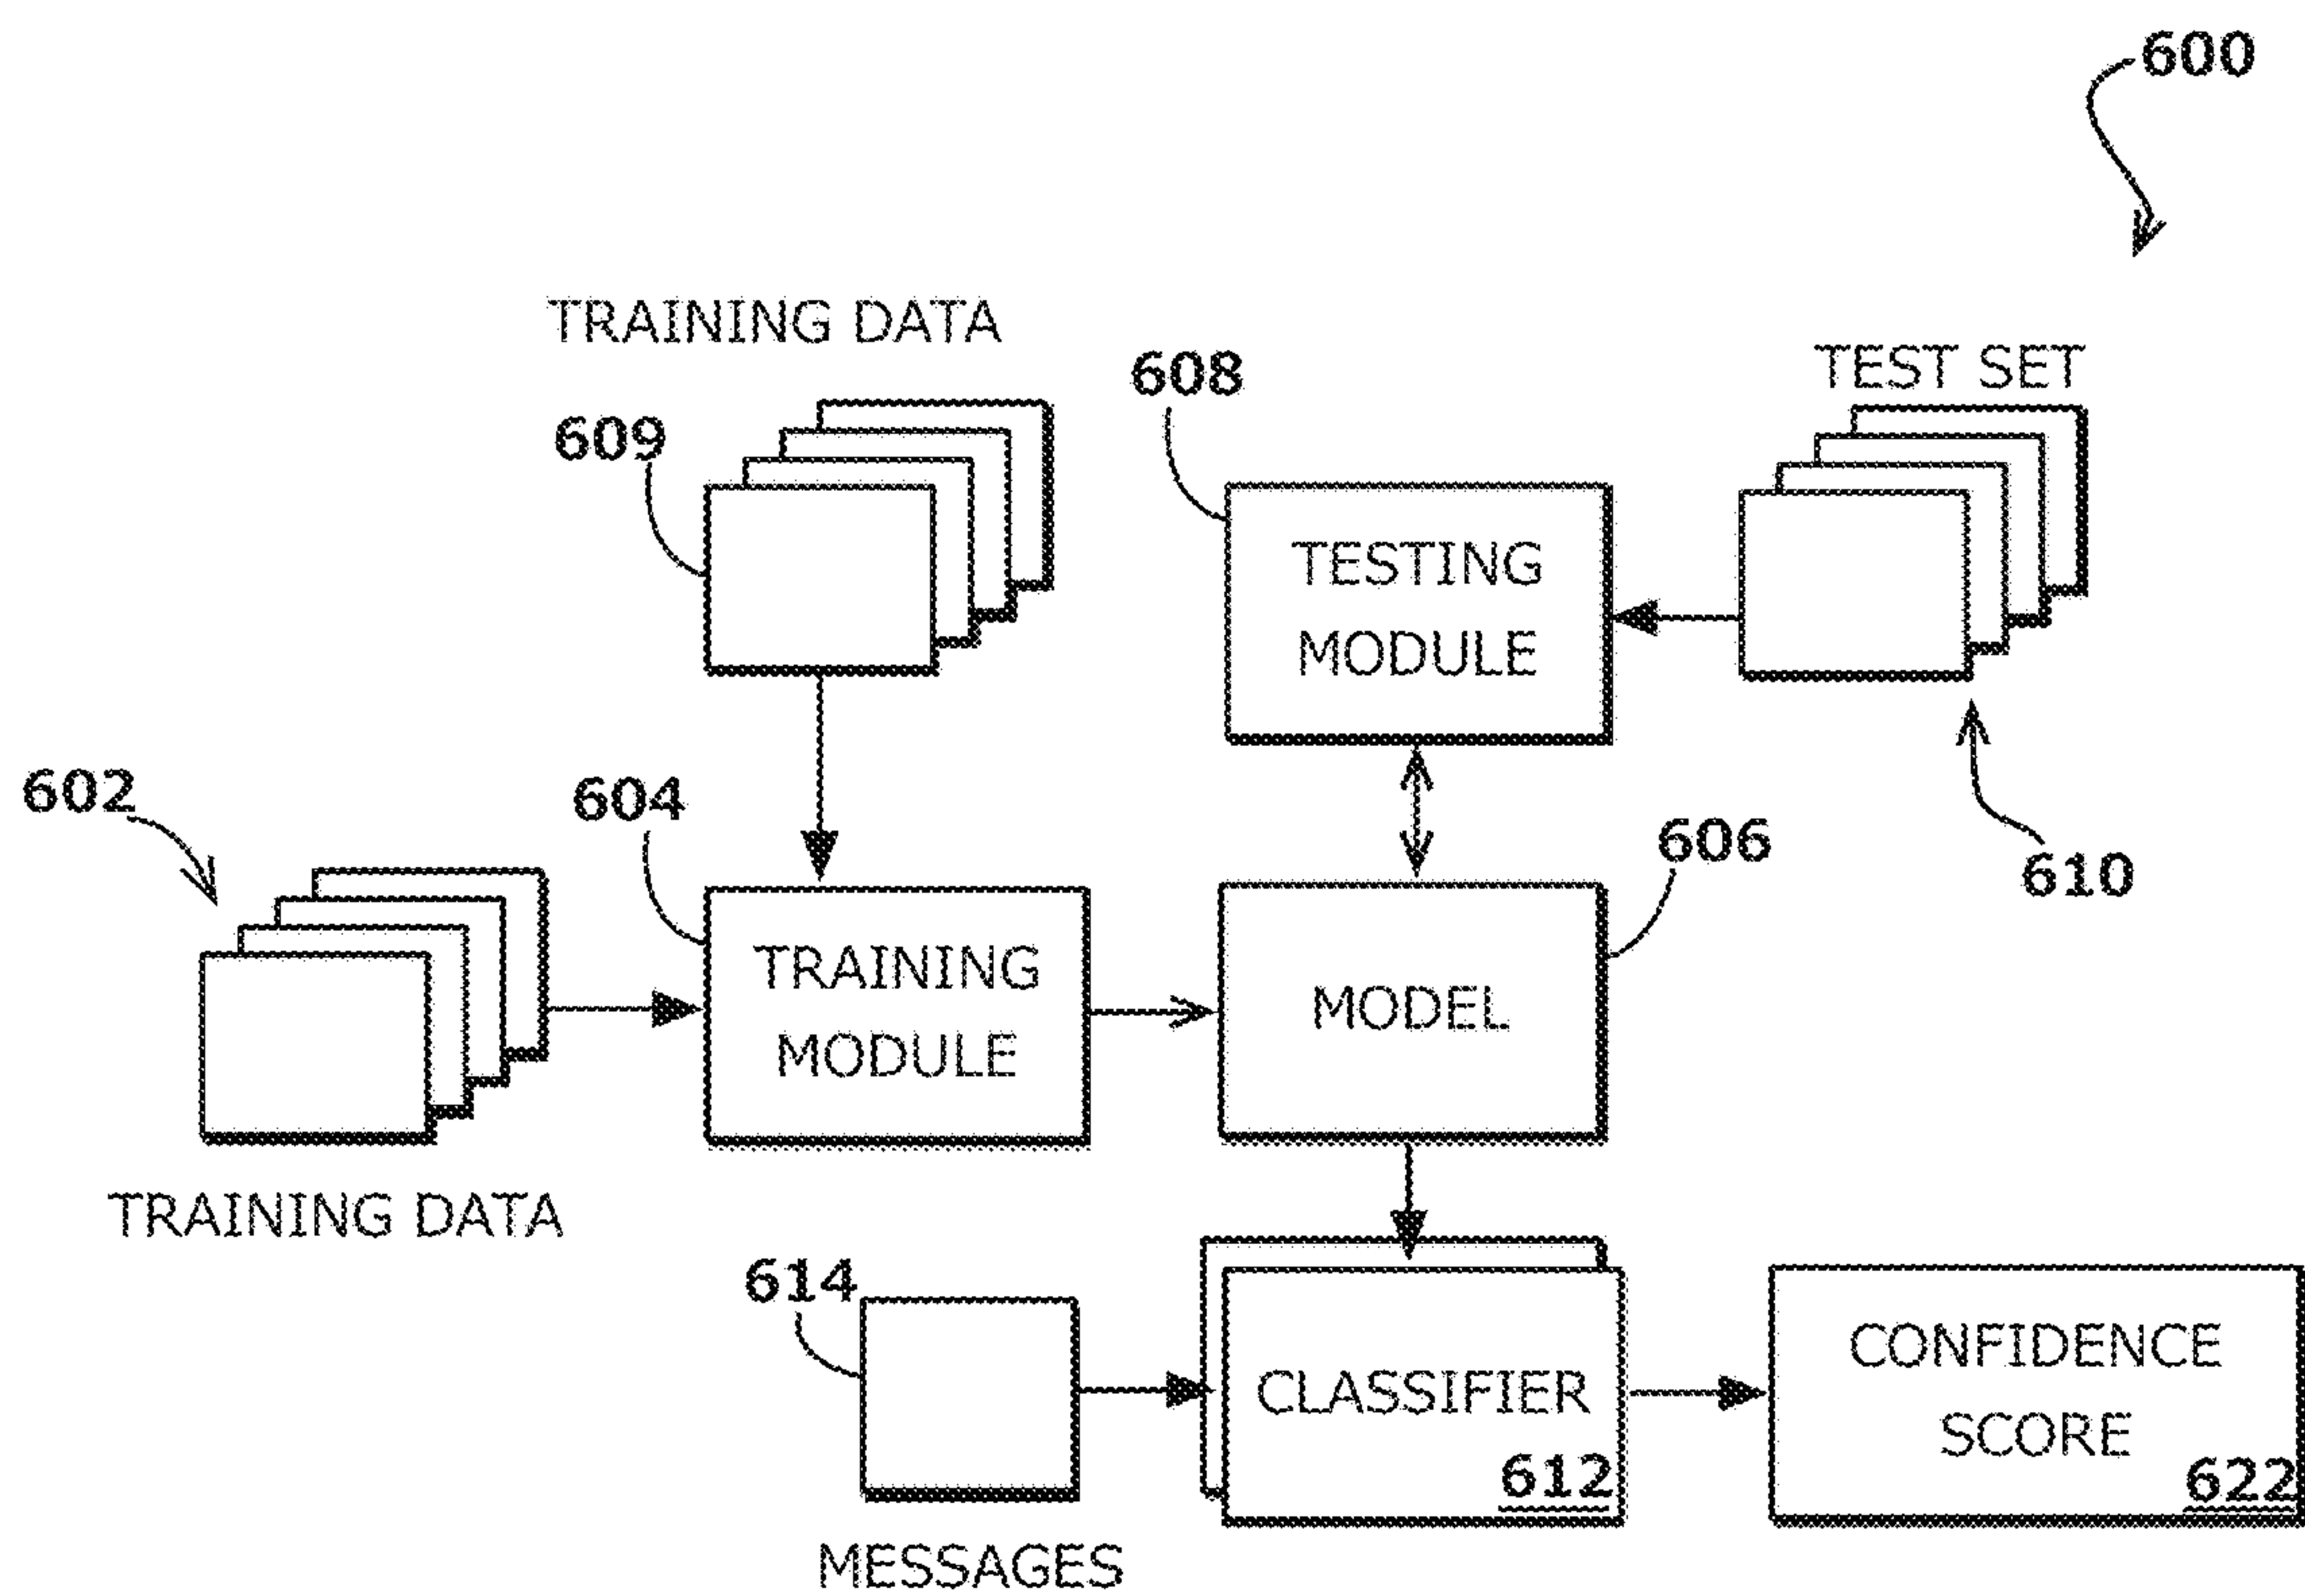 600
TRAINING DATA
TEST SET
608
609
TESTING
MODULE
602
604
606
610
TRAINING
MODULE
MODEL
TRAINING DATA
614
CLASSIFIER
612
CONFIDENCE
SCORE
622
MESSAGES